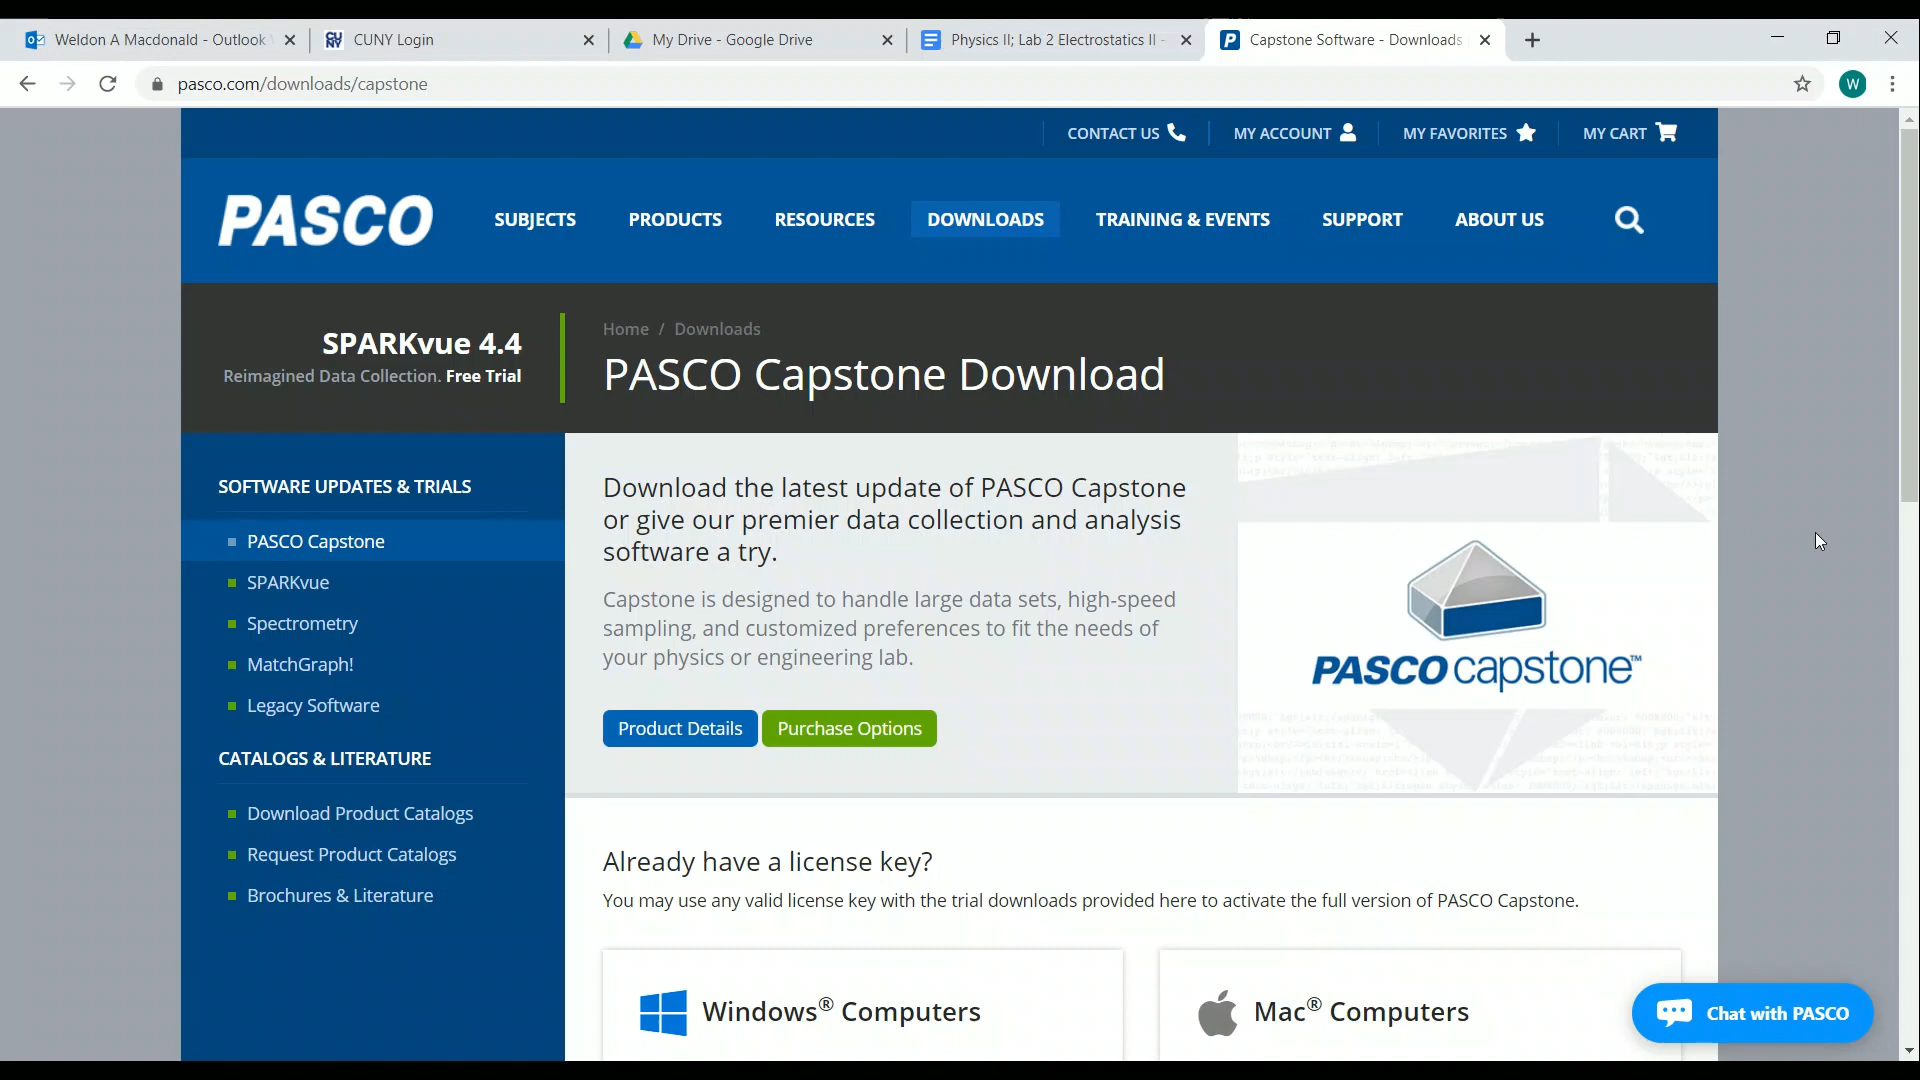 Weldon A Macdonald - Outlook
CUNY Login
My Drive - Google Drive
Physics II; Lab 2 Electrostatics II -
Capstone Software - Downloads
pasco.com/downloads/capstone
W
CONTACT US
MY ACCOUNT
MY FAVORITES
MY CART
PASCO
SUBJECTS
PRODUCTS
RESOURCES
DOWNLOADS
TRAINING & EVENTS
SUPPORT
ABOUT US
SPARKvue 4.4
Reimagined Data Collection. Free Trial
Home / Downloads
PASCO Capstone Download
SOFTWARE UPDATES & TRIALS
PASCO Capstone
SPARKvue
Spectrometry
MatchGraph!
Legacy Software
CATALOGS & LITERATURE
Download Product Catalogs
Request Product Catalogs
Brochures & Literature
Download the latest update of PASCO Capstone
or give our premier data collection and analysis
software a try.
Capstone is designed to handle large data sets, high-speed
sampling, and customized preferences to fit the needs of
your physics or engineering lab.
Product Details
Purchase Options
PASCO capstone™
Already have a license key?
You may use any valid license key with the trial downloads provided here to activate the full version of PASCO Capstone.
Windows® Computers
Mac® Computers
Chat with PASCO